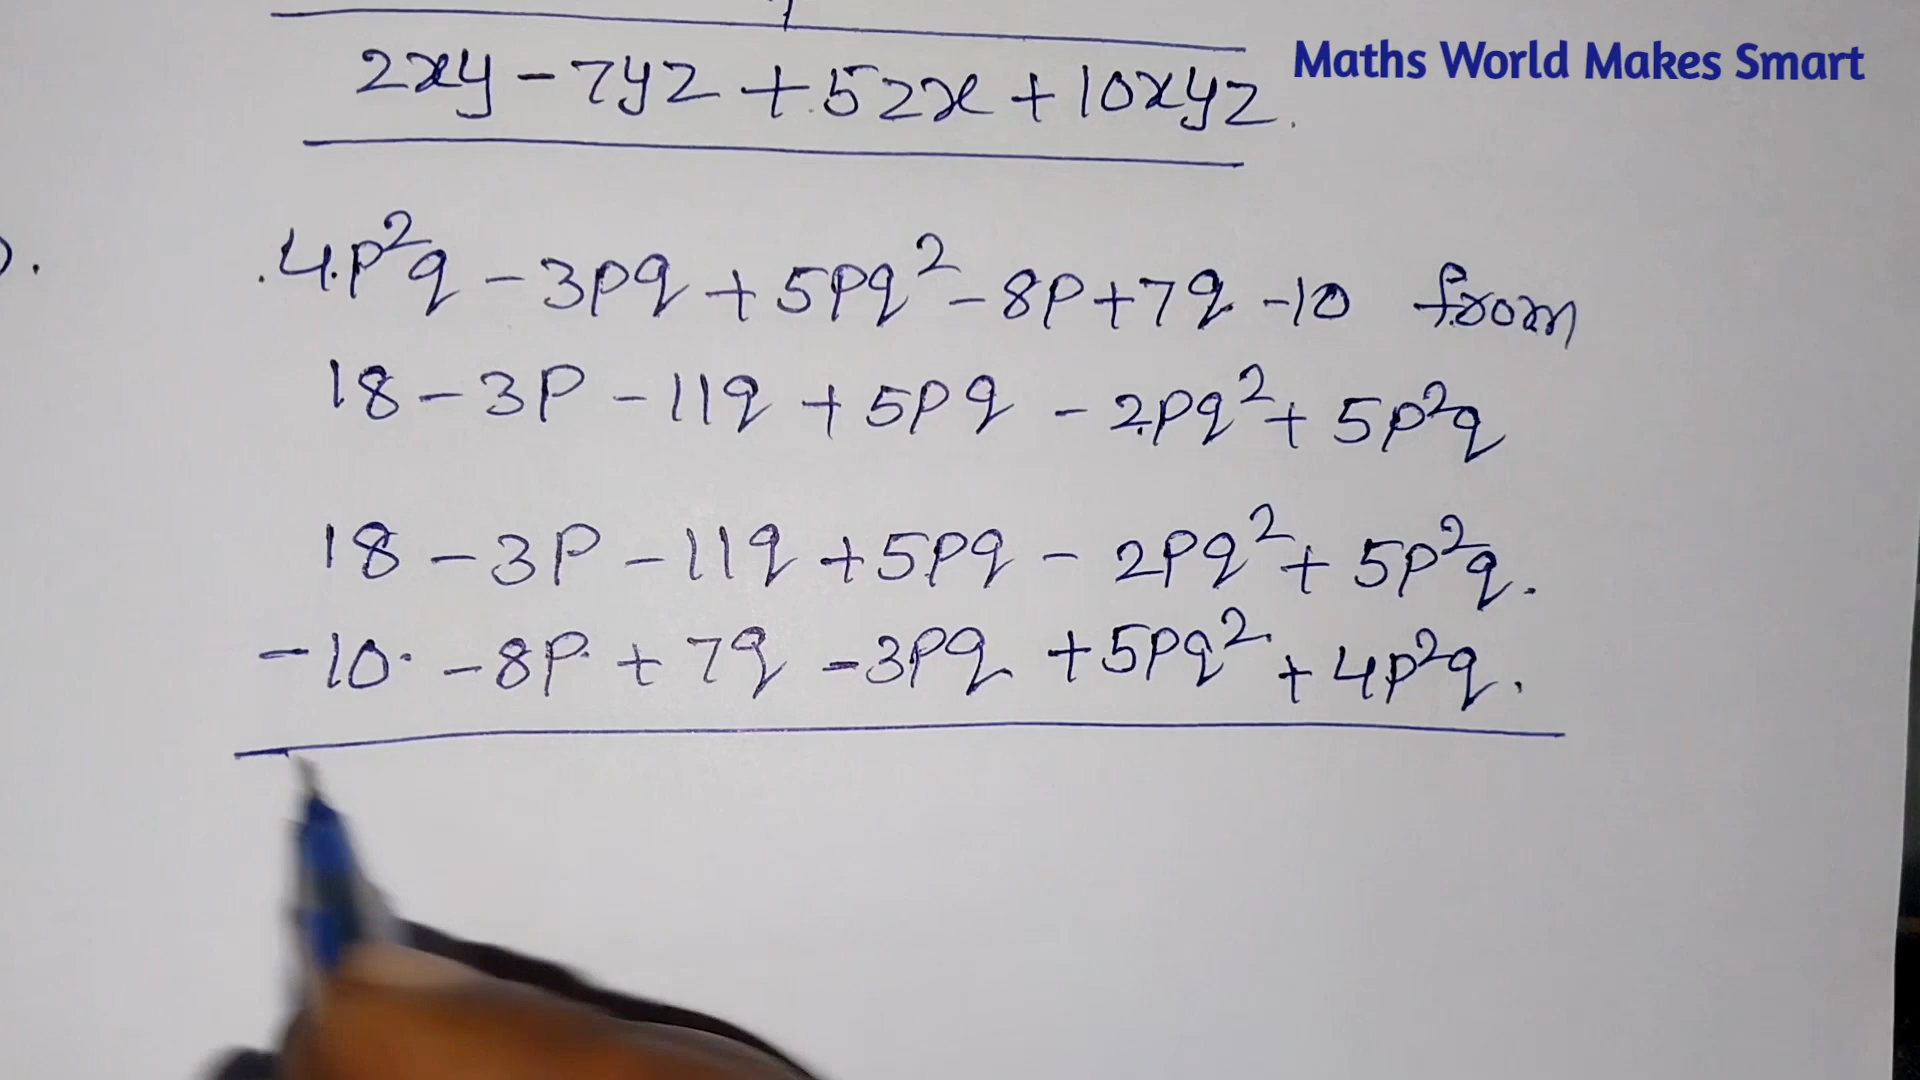 Maths World Makes Smart
2xy - 7yz + 5zx + 10xyz.
4p²q - 3pq + 5pq² - 8p + 7q - 10 from
18 - 3p - 11q + 5pq - 2pq² + 5p²q
18 - 3p - 11q + 5pq - 2pq² + 5p²q.
- 10 - 8p + 7q - 3pq + 5pq² + 4p²q.